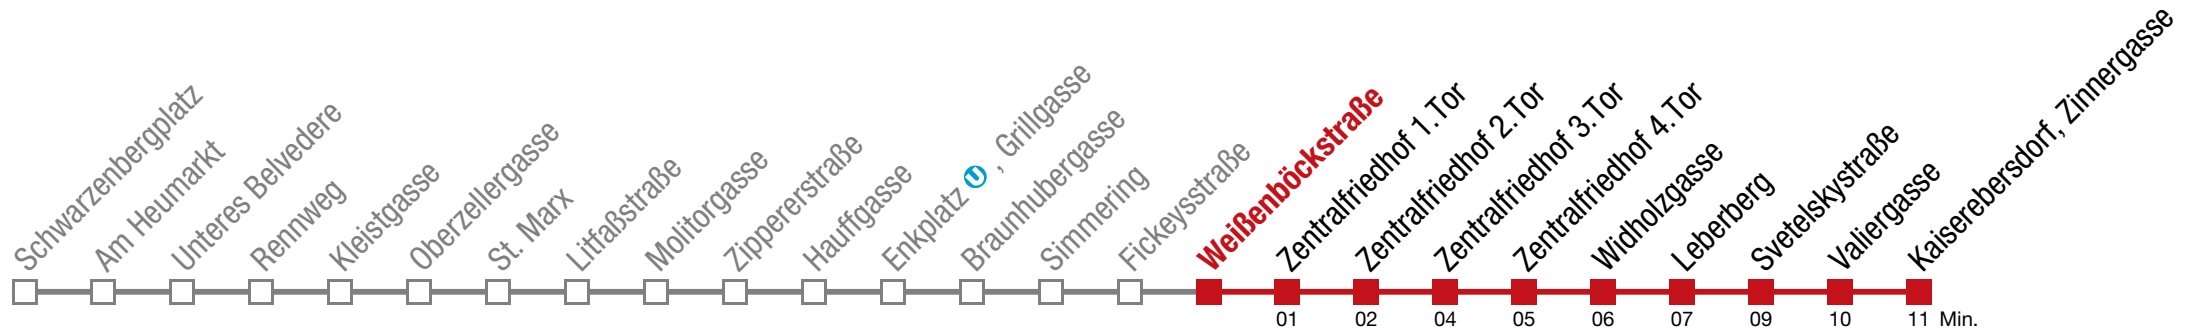 Schwarzenbergplatz
Am Heumarkt
Unteres Belvedere
Rennweg
Kleistgasse
Oberzellergasse
St. Marx
Litfaßstraße
Molitorgasse
Zippererstraße
Hauffgasse
Enkplatz U , Grillgasse
Braunhubergasse
Simmering
Fickeysstraße
Weißenböckstraße
Zentralfriedhof 1.Tor
Zentralfriedhof 2.Tor
Zentralfriedhof 3.Tor
Zentralfriedhof 4.Tor
Widholzgasse
Leberberg
Svetelskystraße
Valiergasse
Kaiserebersdorf, Zinnergasse
01 02 04 05 06 07 09 10 11 Min.